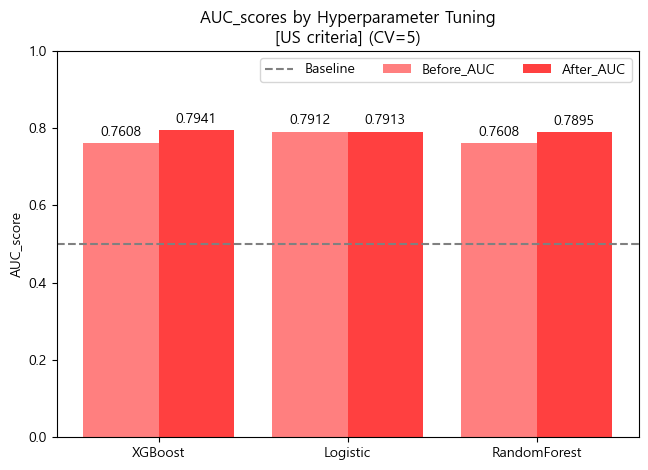 AUC_scores by Hyperparameter Tuning
[US criteria] (CV=5)
Baseline Before_AUC After_AUC
AUC_score
1.0
0.8
0.6
0.4
0.2
0.0
0.7608 0.7941 0.7912 0.7913 0.7608 0.7895
XGBoost Logistic RandomForest